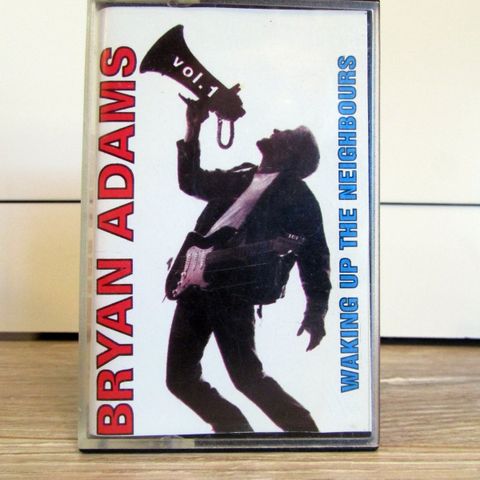 BRYAN ADAMS
vol.1
WAKING UP THE NEIGHBOURS